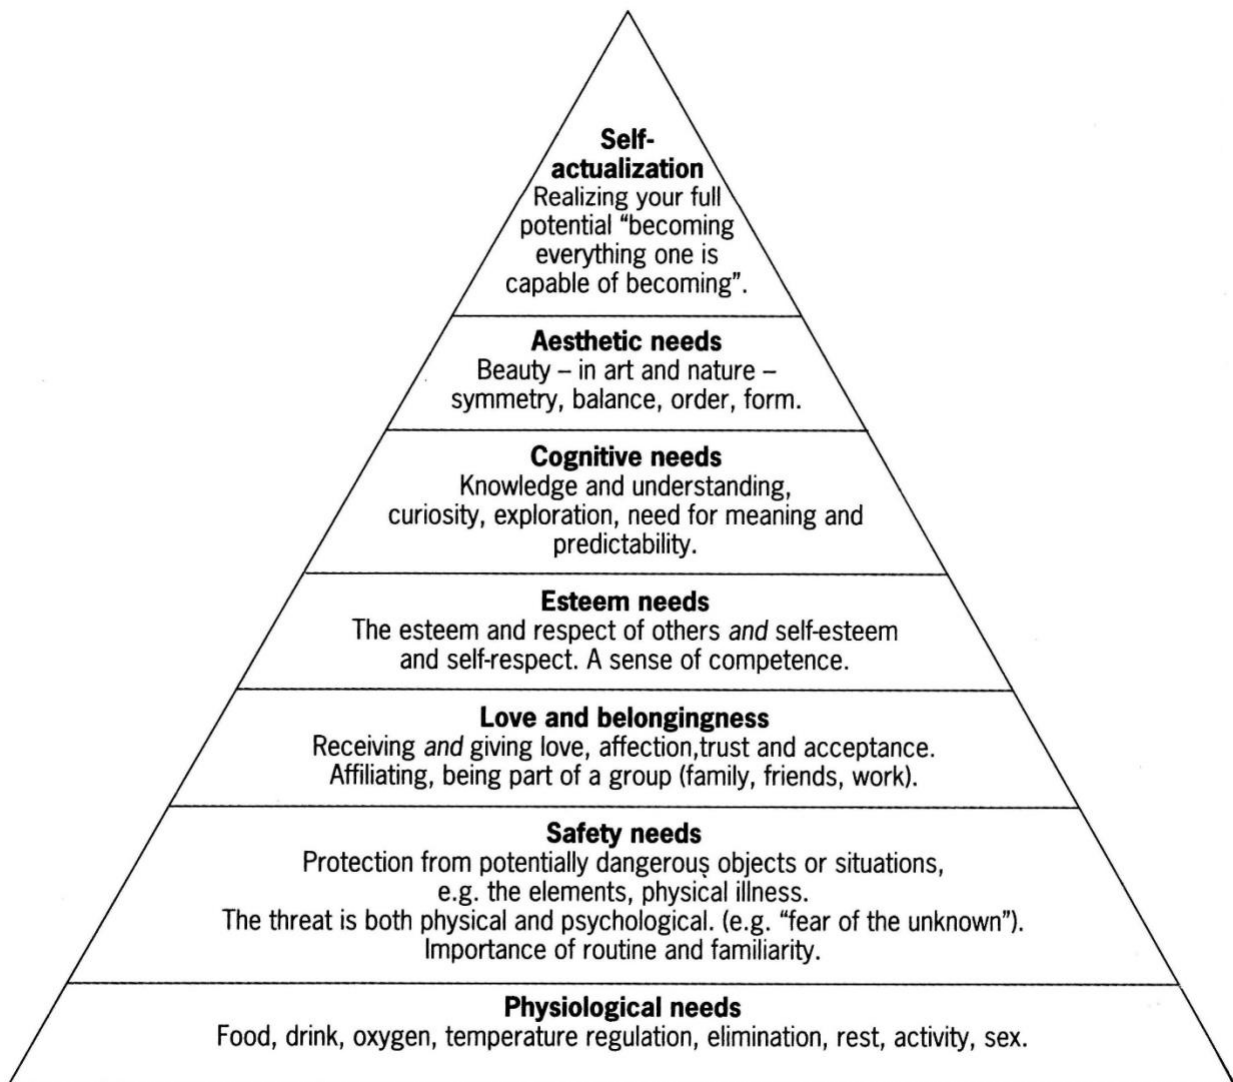 Self-
actualization
Realizing your full
potential “becoming
everything one is
capable of becoming”.
Aesthetic needs
Beauty – in art and nature –
symmetry, balance, order, form.
Cognitive needs
Knowledge and understanding,
curiosity, exploration, need for meaning and
predictability.
Esteem needs
The esteem and respect of others and self-esteem
and self-respect. A sense of competence.
Love and belongingness
Receiving and giving love, affection,trust and acceptance.
Affiliating, being part of a group (family, friends, work).
Safety needs
Protection from potentially dangerous objects or situations,
e.g. the elements, physical illness.
The threat is both physical and psychological. (e.g. “fear of the unknown”).
Importance of routine and familiarity.
Physiological needs
Food, drink, oxygen, temperature regulation, elimination, rest, activity, sex.